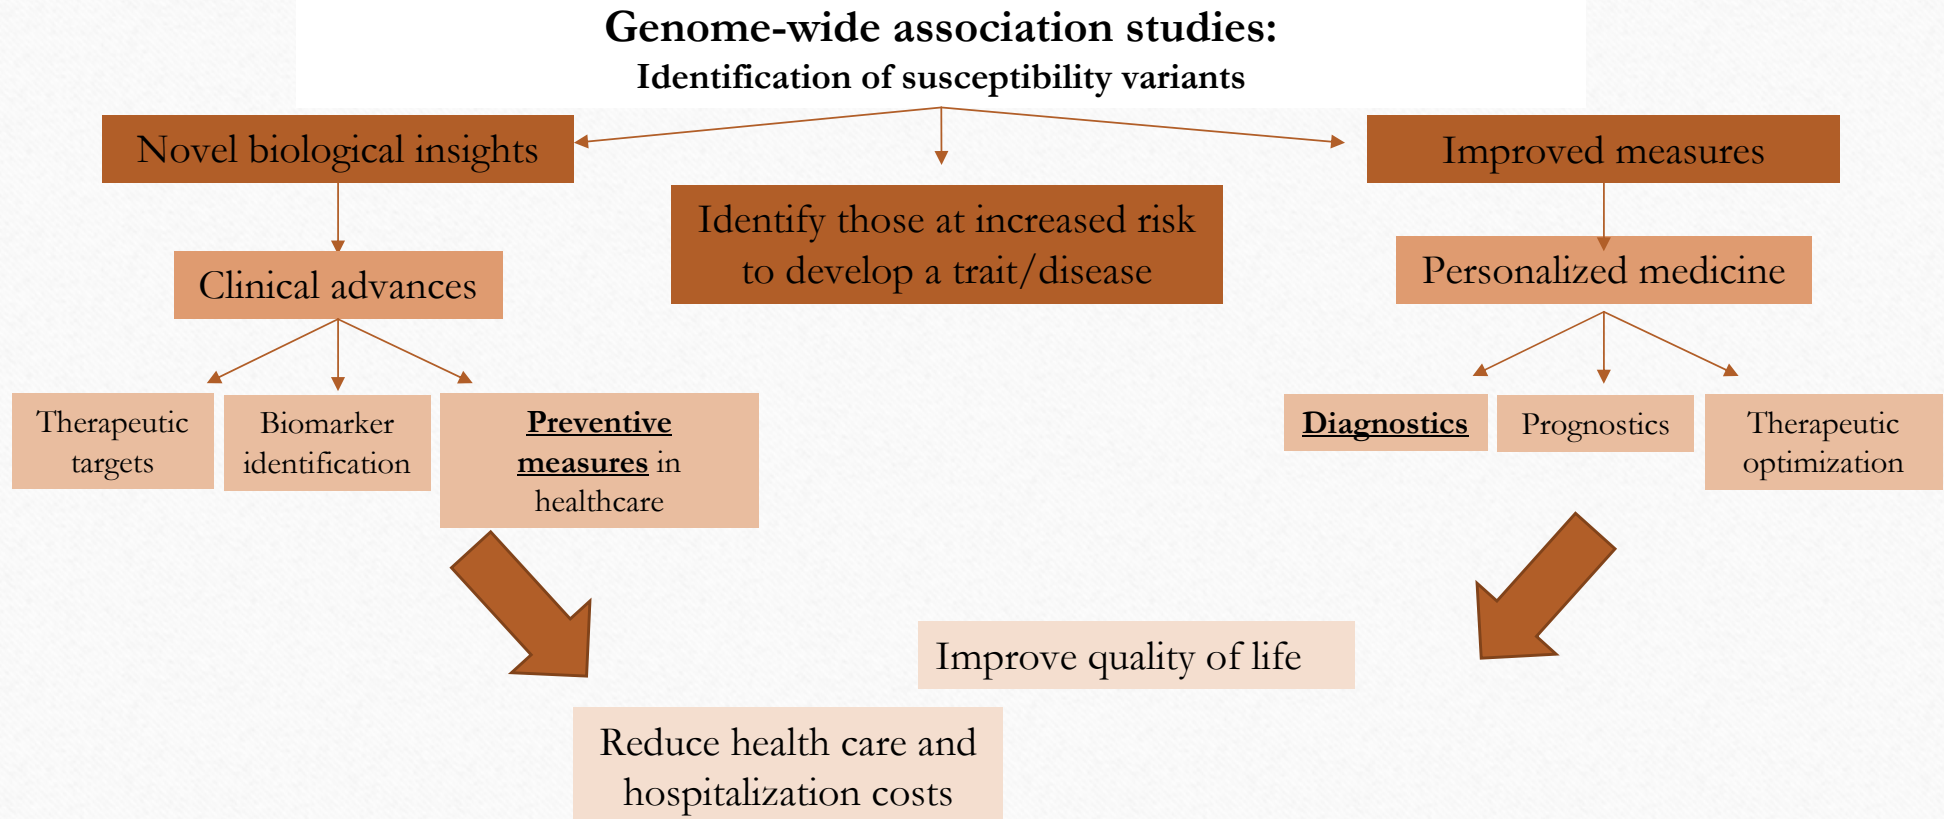 Genome-wide association studies:
Identification of susceptibility variants
Novel biological insights
Improved measures
Identify those at increased risk
to develop a trait/disease
Clinical advances
Personalized medicine
Therapeutic
targets
Biomarker
identification
Preventive
measures in
healthcare
Diagnostics
Prognostics
Therapeutic
optimization
Improve quality of life
Reduce health care and
hospitalization costs